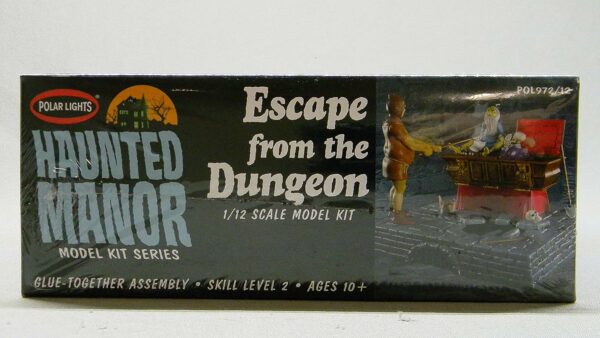 POLAR LIGHTS
HAUNTED
MANOR
MODEL KIT SERIES
Escape
from the
Dungeon
1/12 SCALE MODEL KIT
POL972/12
GLUE-TOGETHER ASSEMBLY • SKILL LEVEL 2 • AGES 10+